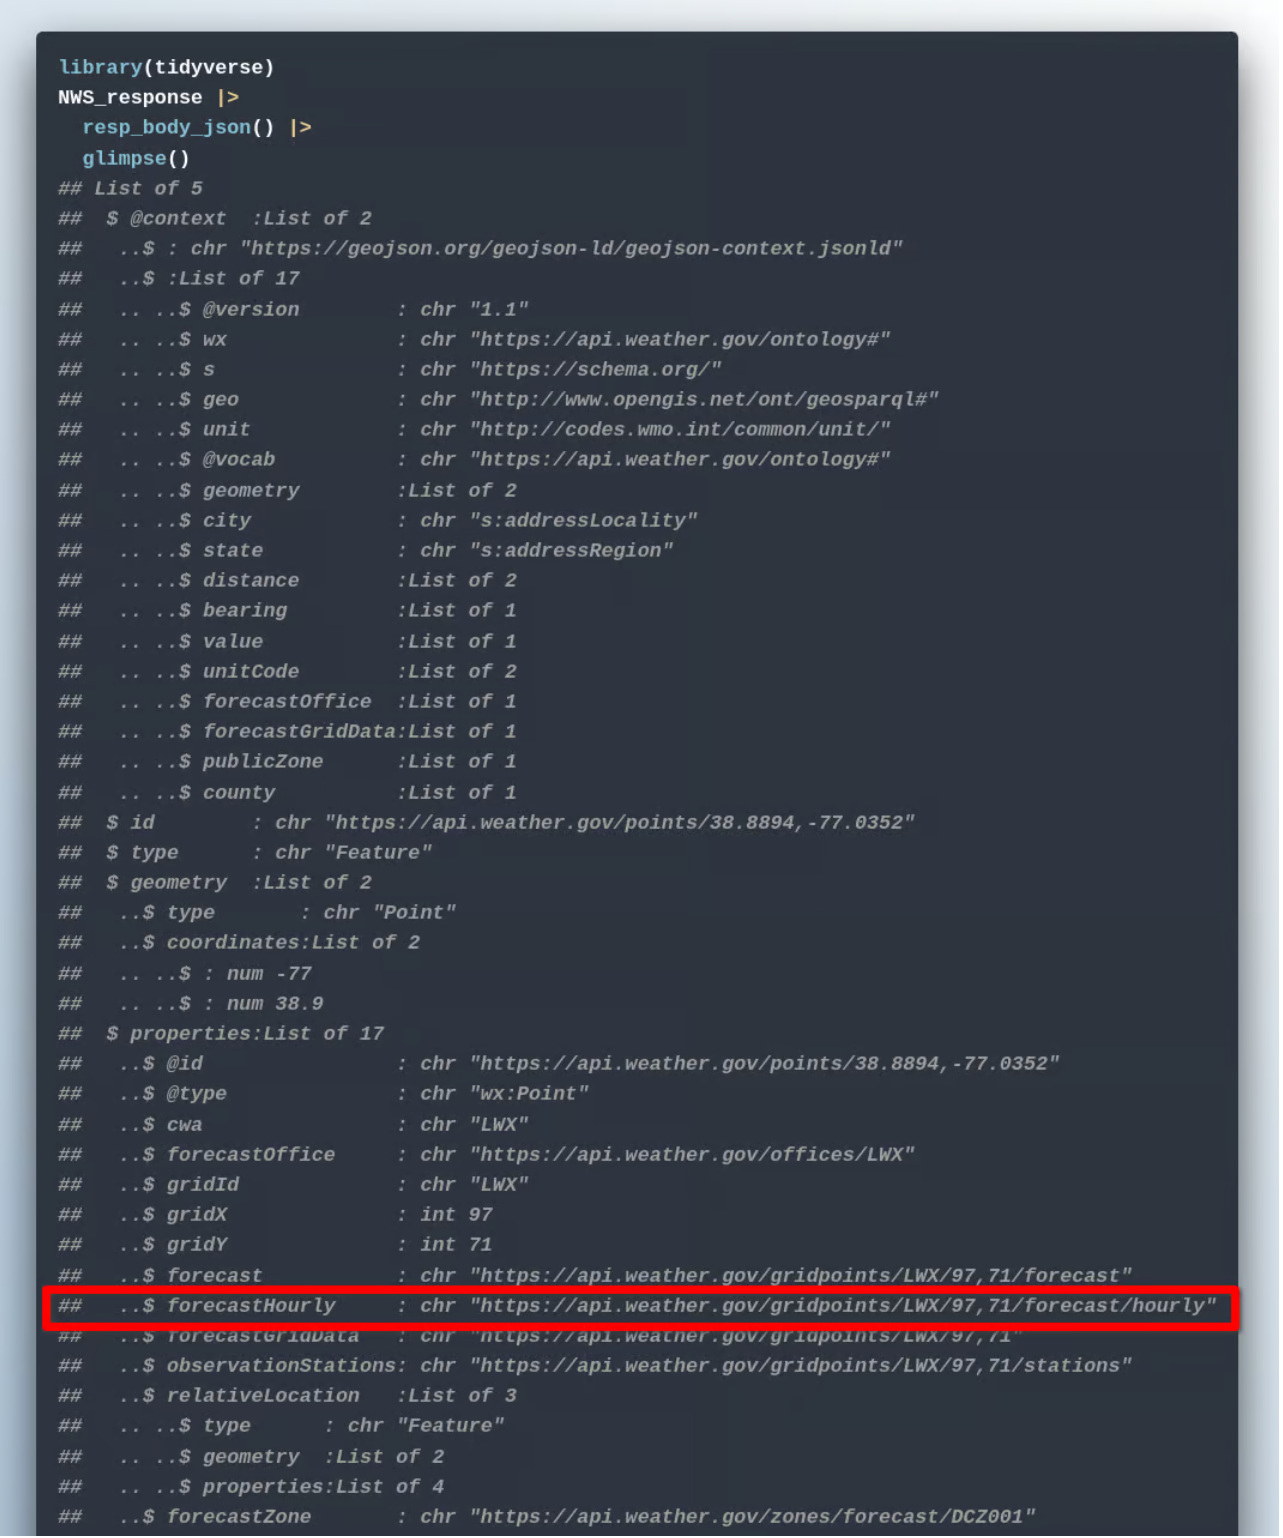 library(tidyverse)
NWS_response |>
  resp_body_json() |>
  glimpse()
## List of 5
##  $ @context  :List of 2
##   ..$ : chr "https://geojson.org/geojson-ld/geojson-context.jsonld"
##   ..$ :List of 17
##   .. ..$ @version        : chr "1.1"
##   .. ..$ wx              : chr "https://api.weather.gov/ontology#"
##   .. ..$ s               : chr "https://schema.org/"
##   .. ..$ geo             : chr "http://www.opengis.net/ont/geosparql#"
##   .. ..$ unit            : chr "http://codes.wmo.int/common/unit/"
##   .. ..$ @vocab          : chr "https://api.weather.gov/ontology#"
##   .. ..$ geometry        :List of 2
##   .. ..$ city            : chr "s:addressLocality"
##   .. ..$ state           : chr "s:addressRegion"
##   .. ..$ distance        :List of 2
##   .. ..$ bearing         :List of 1
##   .. ..$ value           :List of 1
##   .. ..$ unitCode        :List of 2
##   .. ..$ forecastOffice  :List of 1
##   .. ..$ forecastGridData:List of 1
##   .. ..$ publicZone      :List of 1
##   .. ..$ county          :List of 1
##  $ id        : chr "https://api.weather.gov/points/38.8894,-77.0352"
##  $ type      : chr "Feature"
##  $ geometry  :List of 2
##   ..$ type       : chr "Point"
##   ..$ coordinates:List of 2
##   .. ..$ : num -77
##   .. ..$ : num 38.9
##  $ properties:List of 17
##   ..$ @id                : chr "https://api.weather.gov/points/38.8894,-77.0352"
##   ..$ @type              : chr "wx:Point"
##   ..$ cwa                : chr "LWX"
##   ..$ forecastOffice     : chr "https://api.weather.gov/offices/LWX"
##   ..$ gridId             : chr "LWX"
##   ..$ gridX              : int 97
##   ..$ gridY              : int 71
##   ..$ forecast           : chr "https://api.weather.gov/gridpoints/LWX/97,71/forecast"
##   ..$ forecastHourly     : chr "https://api.weather.gov/gridpoints/LWX/97,71/forecast/hourly"
##   ..$ forecastGridData   : chr "https://api.weather.gov/gridpoints/LWX/97,71"
##   ..$ observationStations: chr "https://api.weather.gov/gridpoints/LWX/97,71/stations"
##   ..$ relativeLocation   :List of 3
##   .. ..$ type      : chr "Feature"
##   .. ..$ geometry  :List of 2
##   .. ..$ properties:List of 4
##   ..$ forecastZone       : chr "https://api.weather.gov/zones/forecast/DCZ001"